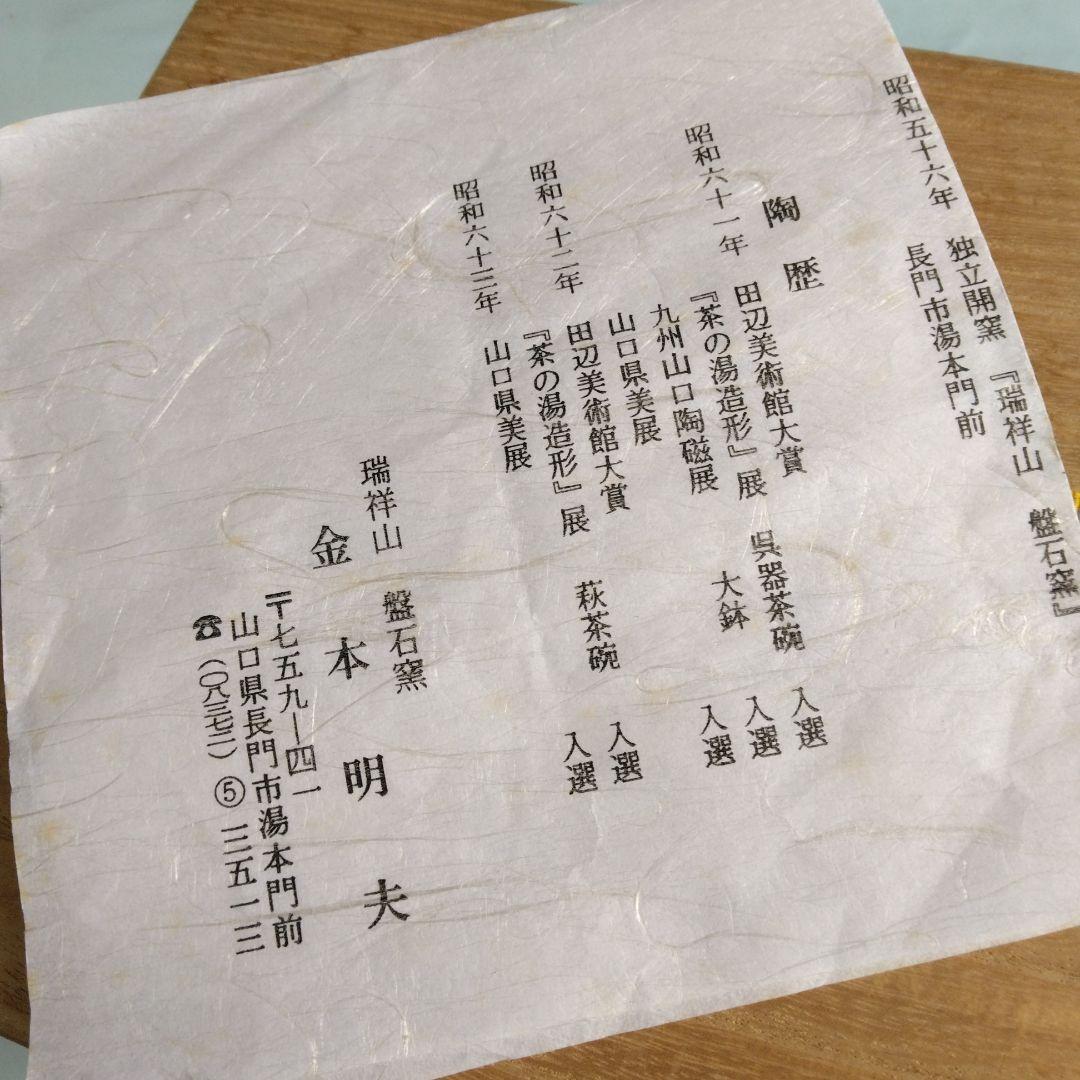 昭和五十六年 独立開窯 『瑞祥山 盤石窯』
長門市湯本門前
陶歴
昭和六十一年 田辺美術館大賞
『茶の湯造形』展 呉器茶碗 入選
九州山口陶磁展 大鉢 入選
山口県美展 入選
昭和六十二年 田辺美術館大賞
『茶の湯造形』展 萩茶碗 入選
昭和六十三年 山口県美展 入選
瑞祥山 盤石窯
金本明夫
〒七五九―四一
山口県長門市湯本門前
☎(〇八三七二)⑤三五一三